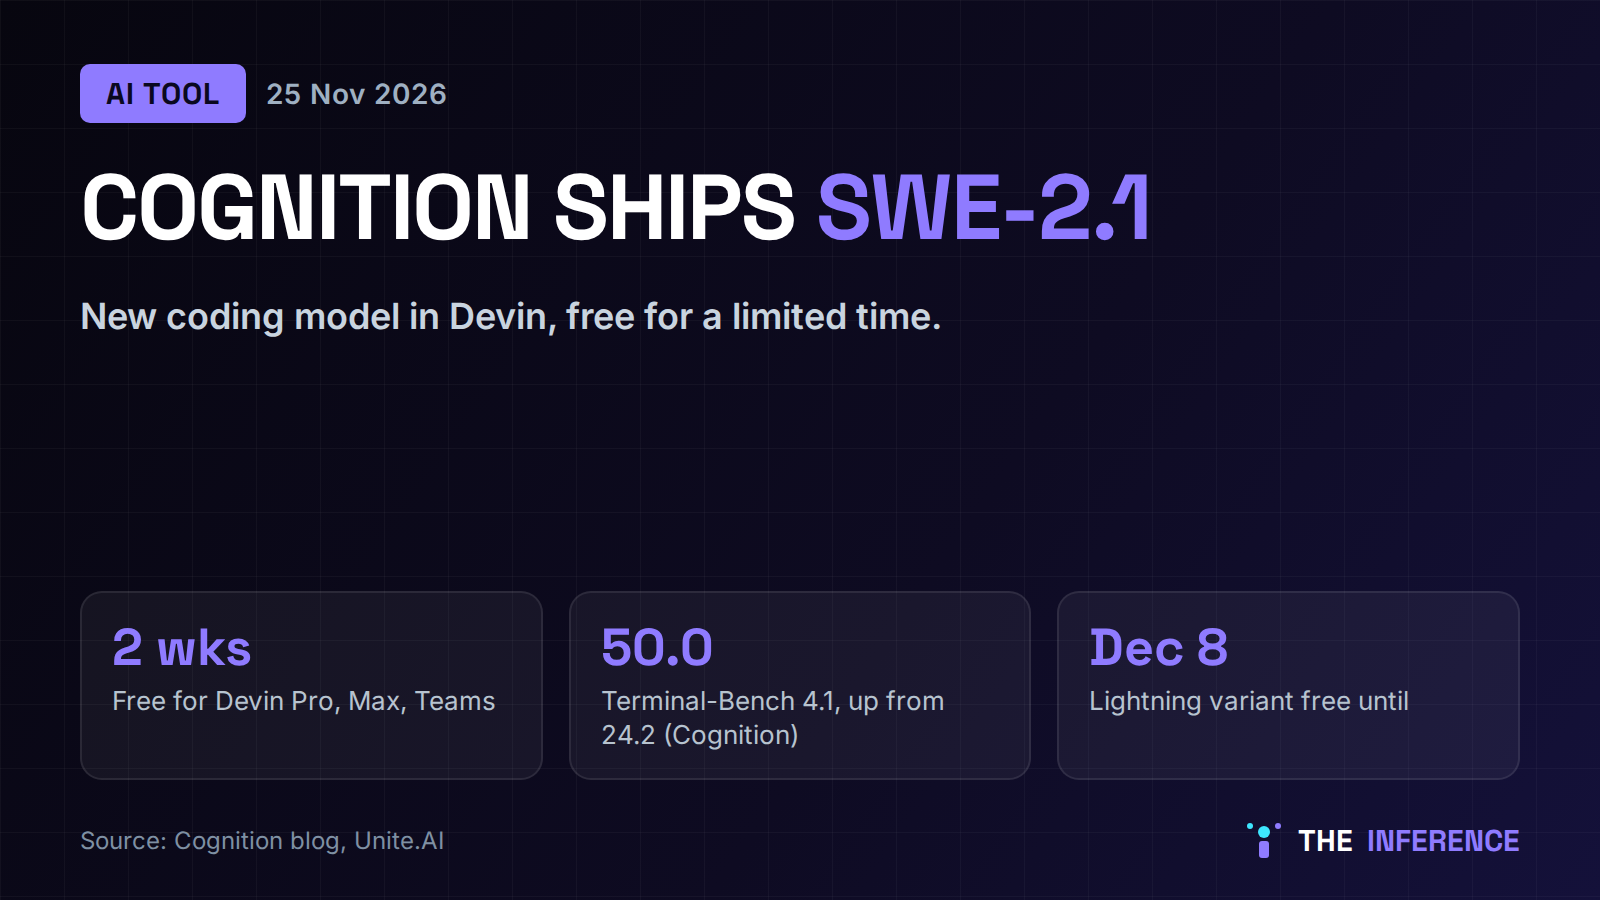 AI TOOL 25 Nov 2026
COGNITION SHIPS SWE-2.1
New coding model in Devin, free for a limited time.
2 wks
Free for Devin Pro, Max, Teams
50.0
Terminal-Bench 4.1, up from
24.2 (Cognition)
Dec 8
Lightning variant free until
Source: Cognition blog, Unite.AI
THE INFERENCE